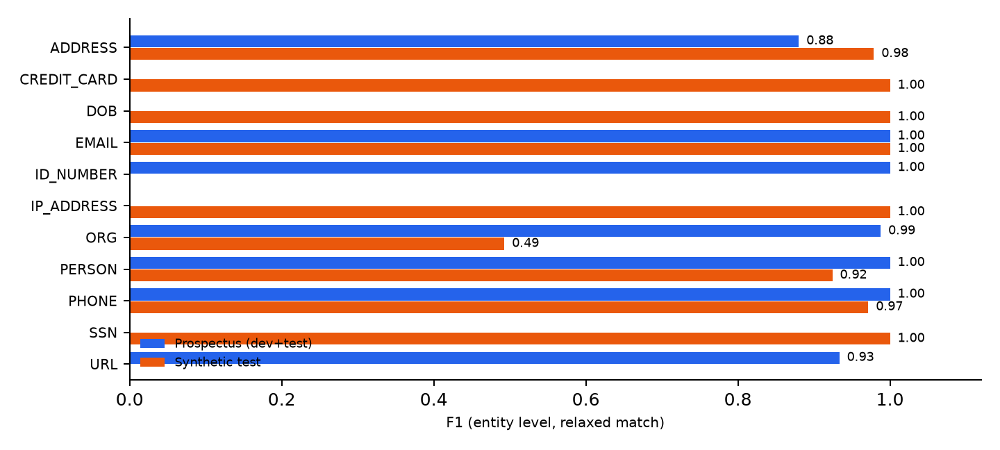 ADDRESS 0.88
0.98
CREDIT_CARD 1.00
DOB 1.00
EMAIL 1.00
1.00
ID_NUMBER 1.00
IP_ADDRESS 1.00
ORG 0.99
0.49
PERSON 1.00
0.92
PHONE 1.00
0.97
SSN 1.00
Prospectus (dev+test)
URL 0.93
Synthetic test
0.0 0.2 0.4 0.6 0.8 1.0
F1 (entity level, relaxed match)